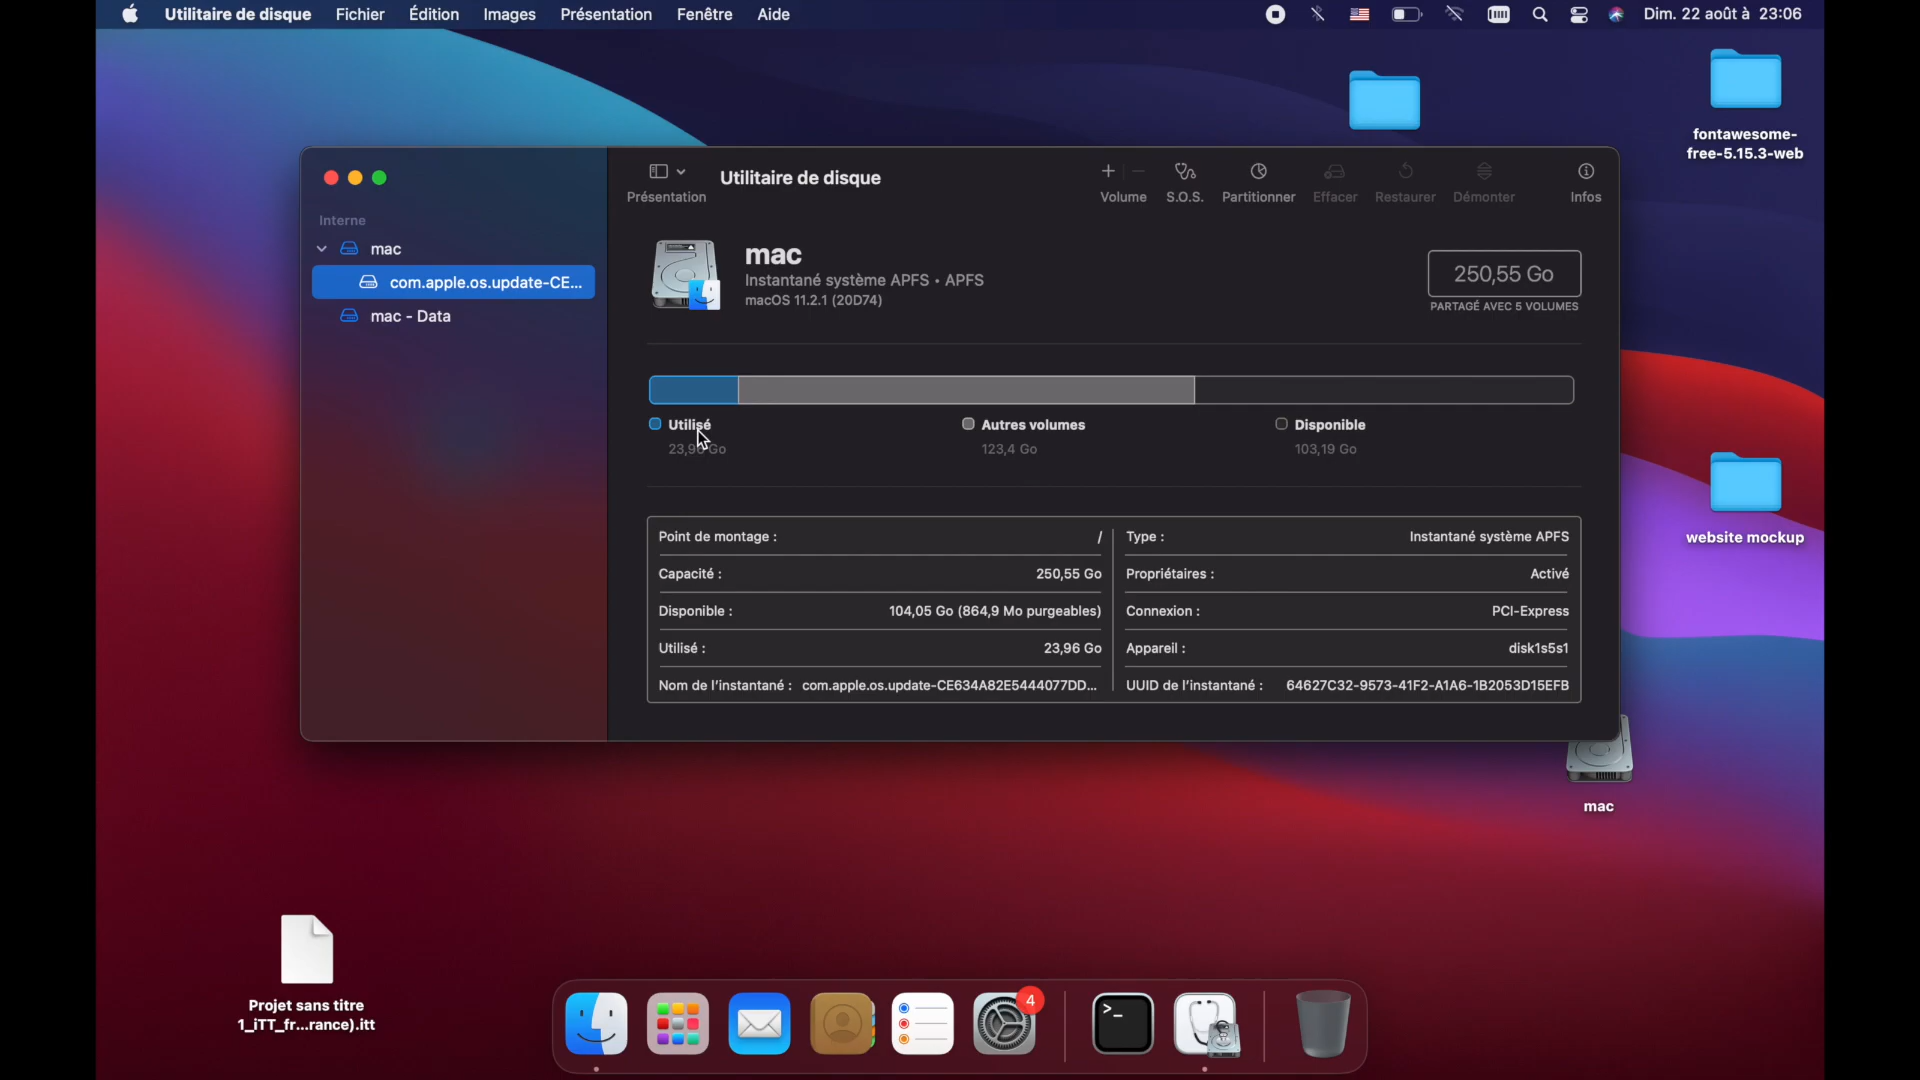 Utilitaire de disque Fichier Édition Images Présentation Fenêtre Aide Dim. 22 août à 23:06
fontawesome-
free-5.15.3-web
Présentation
Utilitaire de disque
Volume S.O.S. Partitionner Effacer Restaurer Démonter Infos
Interne
mac
com.apple.os.update-CE...
mac - Data
mac
Instantané système APFS • APFS
macOS 11.2.1 (20D74)
250,55 Go
PARTAGÉ AVEC 5 VOLUMES
Utilisé
23,96 Go
Autres volumes
123,4 Go
Disponible
103,19 Go
Point de montage : /
Capacité : 250,55 Go
Disponible : 104,05 Go (864,9 Mo purgeables)
Utilisé : 23,96 Go
Nom de l'instantané : com.apple.os.update-CE634A82E5444077DD...
Type : Instantané système APFS
Propriétaires : Activé
Connexion : PCI-Express
Appareil : disk1s5s1
UUID de l'instantané : 64627C32-9573-41F2-A1A6-1B2053D15EFB
website mockup
mac
Projet sans titre
1_iTT_fr...rance).itt
4